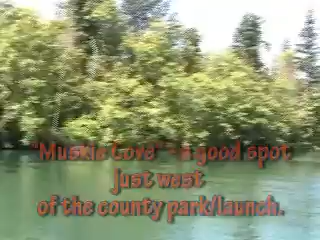 "Muskie Cove" - a good spot
just west
of the county park/launch.